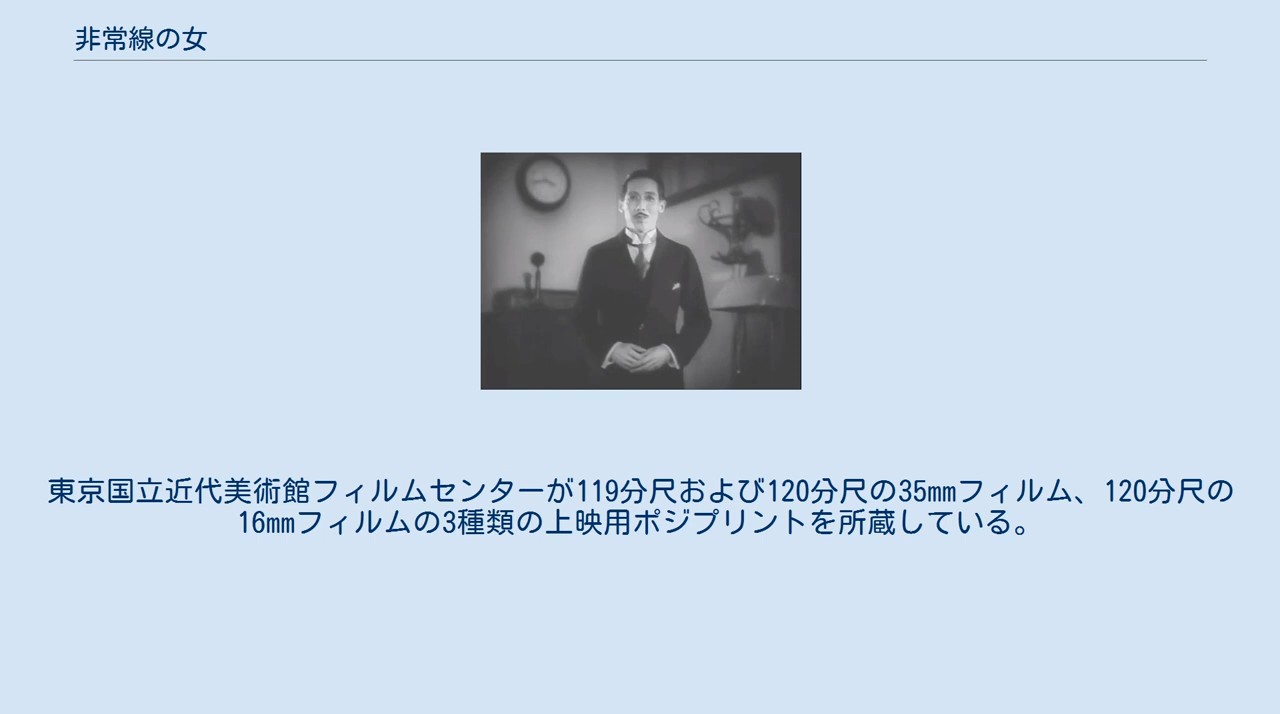 非常線の女
東京国立近代美術館フィルムセンターが119分尺および120分尺の35mmフィルム、120分尺の
16mmフィルムの3種類の上映用ポジプリントを所蔵している。